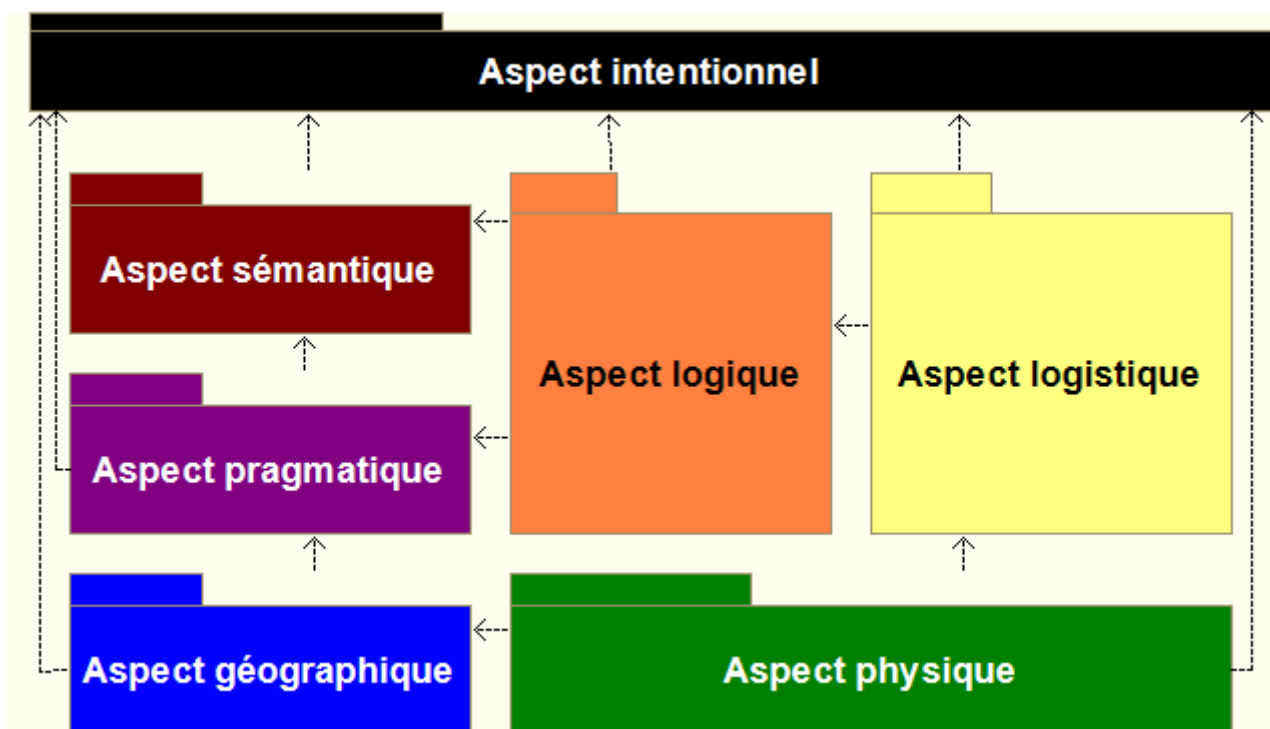 Aspect intentionnel
Aspect sémantique
Aspect logique
Aspect logistique
Aspect pragmatique
Aspect géographique
Aspect physique